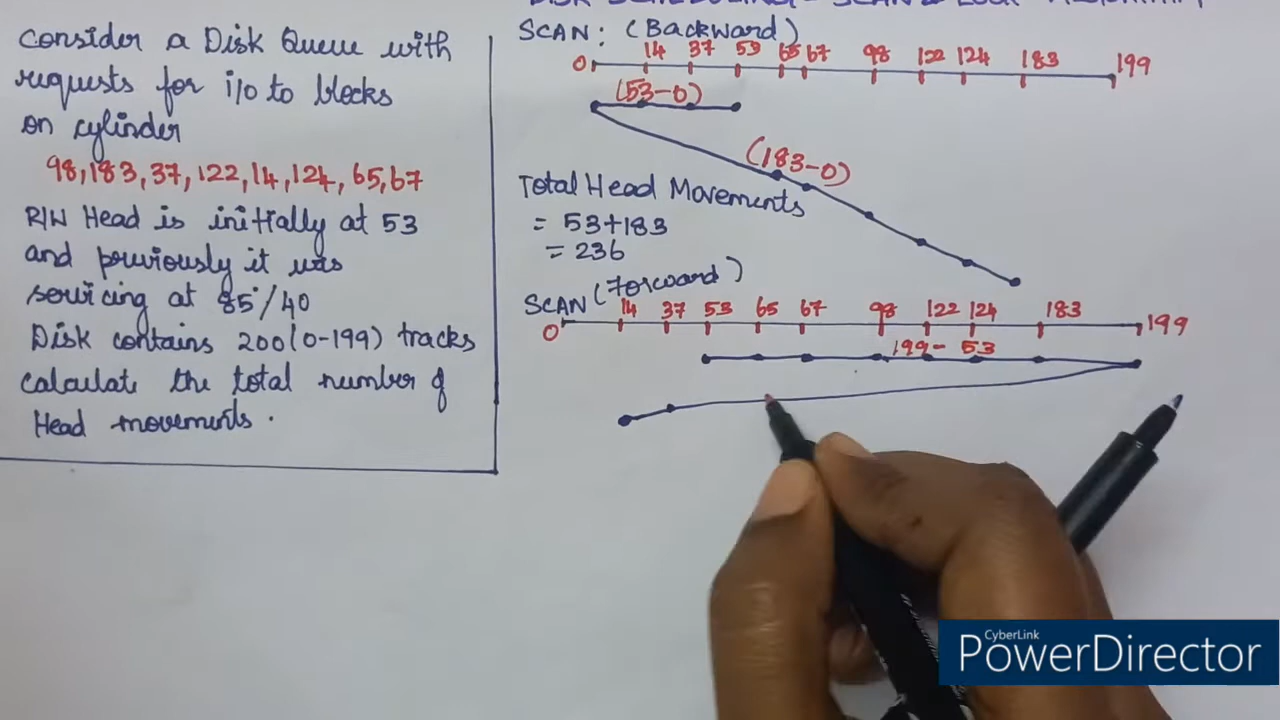 Consider a Disk Queue with
requests for i/o to blocks
on cylinder
98,183,37,122,14,124,65,67
R/W Head is initially at 53
and previously it was
servicing at 85/40
Disk contains 200(0-199) tracks
calculate the total number of
Head movements.
SCAN: (Backward)
0 14 37 53 65 67 98 122 124 183 199
(53-0)
(183-0)
Total Head Movements
= 53+183
= 236
SCAN (Forward)
0 14 37 53 65 67 98 122 124 183 199
199- 53
CyberLink
PowerDirector